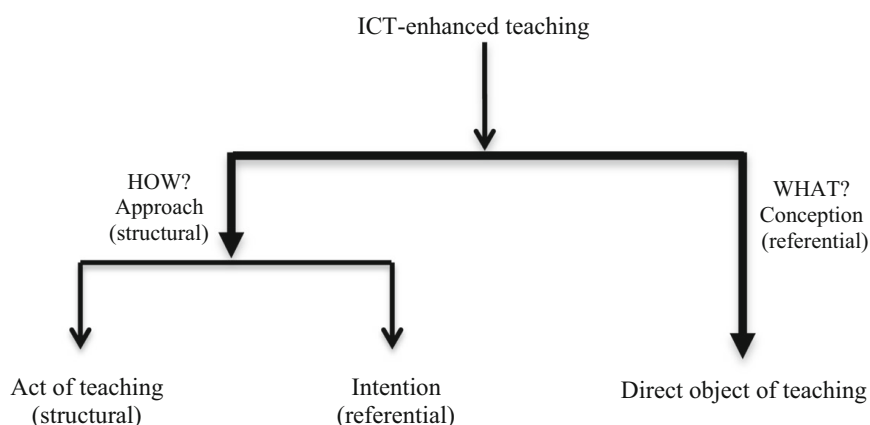 ICT-enhanced teaching
HOW?
Approach
(structural)
WHAT?
Conception
(referential)
Act of teaching
(structural)
Intention
(referential)
Direct object of teaching